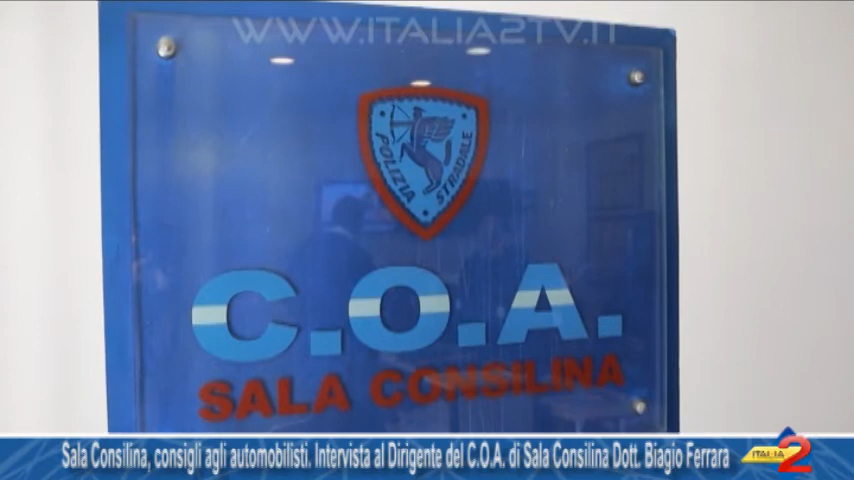 WWW.ITALIA2TV.IT
POLIZIA STRADALE
C.O.A.
SALA CONSILINA
Sala Consilina, consigli agli automobilisti. Intervista al Dirigente del C.O.A. di Sala Consilina Dott. Biagio Ferrara
ITALIA 2